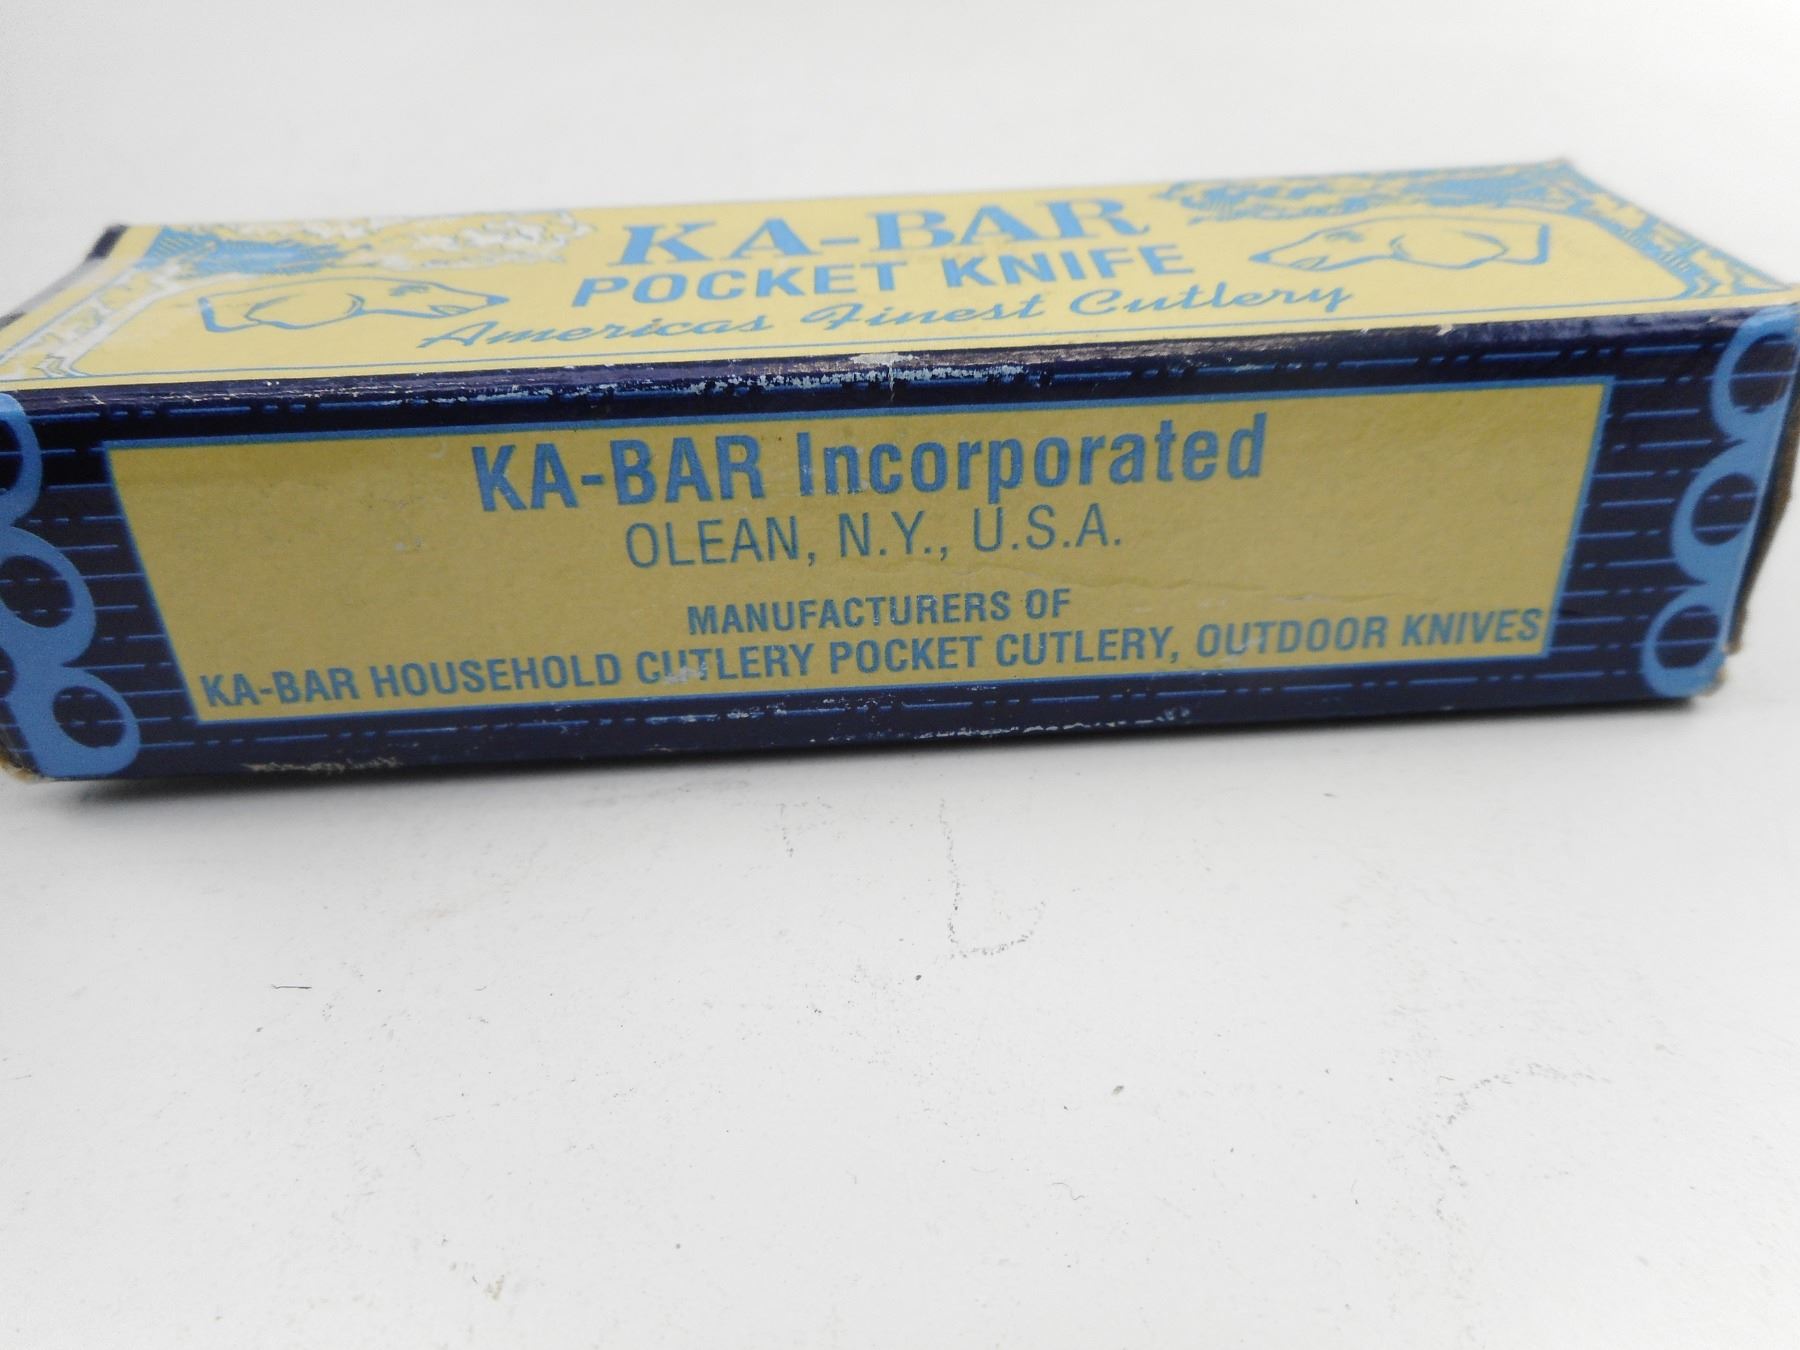 KA-BAR
POCKET KNIFE
Americas Finest Cutlery
KA-BAR Incorporated
OLEAN, N.Y., U.S.A.
MANUFACTURERS OF
KA-BAR HOUSEHOLD CUTLERY POCKET CUTLERY, OUTDOOR KNIVES